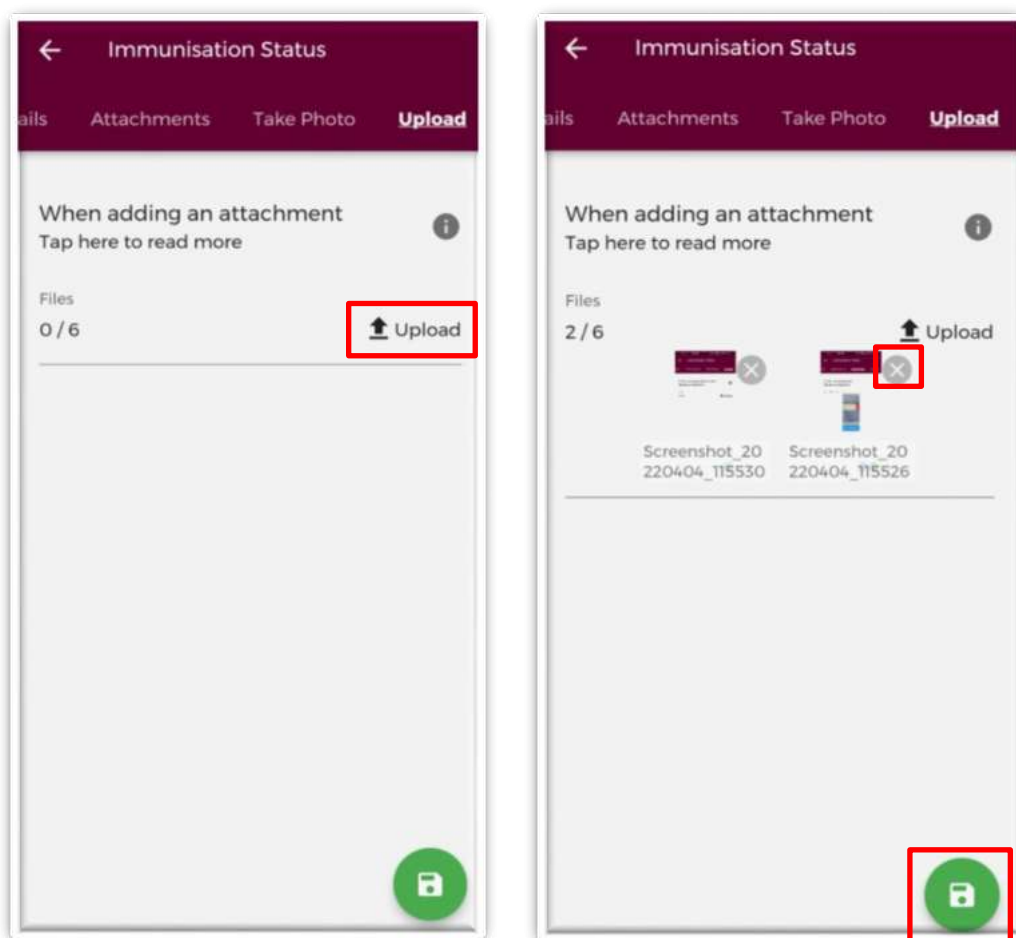 Immunisation Status
ails Attachments Take Photo Upload
When adding an attachment
Tap here to read more
Files
0 / 6 Upload
Immunisation Status
ails Attachments Take Photo Upload
When adding an attachment
Tap here to read more
Files
2 / 6 Upload
Screenshot_20 Screenshot_20
220404_115530 220404_115526